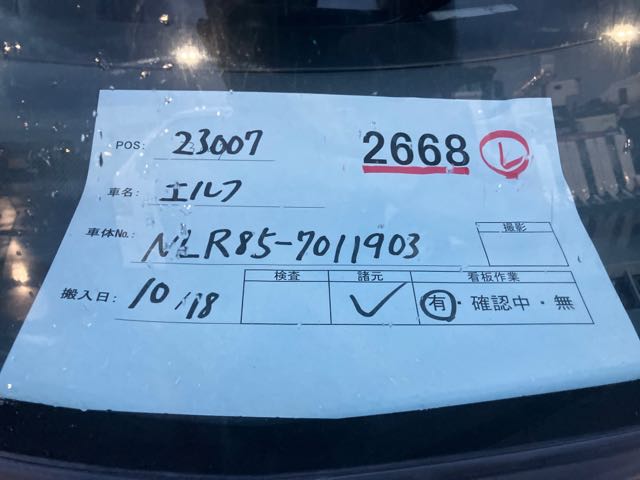 POS: 23007 2668 L
車名: エルフ
車体No. NLR85-7011903 撮影
搬入日: 10/18 検査 諸元 看板作業
有・確認中・無